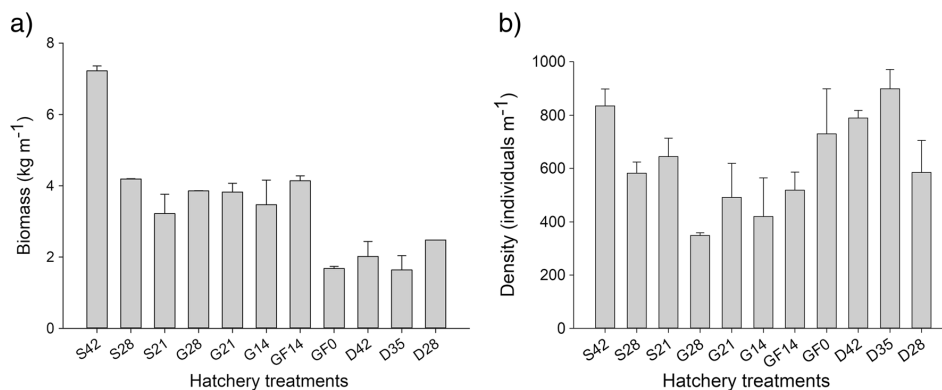 a)
8
6
4
2
0
Biomass (kg m⁻¹)
S42 S28 S21 G28 G21 G14 GF14 GF0 D42 D35 D28
Hatchery treatments
b)
1000
800
600
400
200
0
Density (individuals m⁻¹)
S42 S28 S21 G28 G21 G14 GF14 GF0 D42 D35 D28
Hatchery treatments